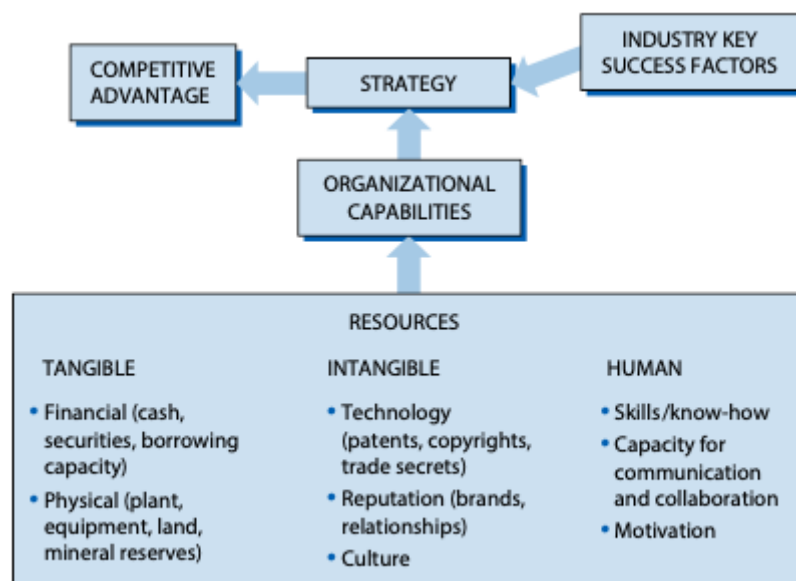 COMPETITIVE
ADVANTAGE
STRATEGY
INDUSTRY KEY
SUCCESS FACTORS
ORGANIZATIONAL
CAPABILITIES
RESOURCES
TANGIBLE
• Financial (cash,
securities, borrowing
capacity)
• Physical (plant,
equipment, land,
mineral reserves)
INTANGIBLE
• Technology
(patents, copyrights,
trade secrets)
• Reputation (brands,
relationships)
• Culture
HUMAN
• Skills/know-how
• Capacity for
communication
and collaboration
• Motivation